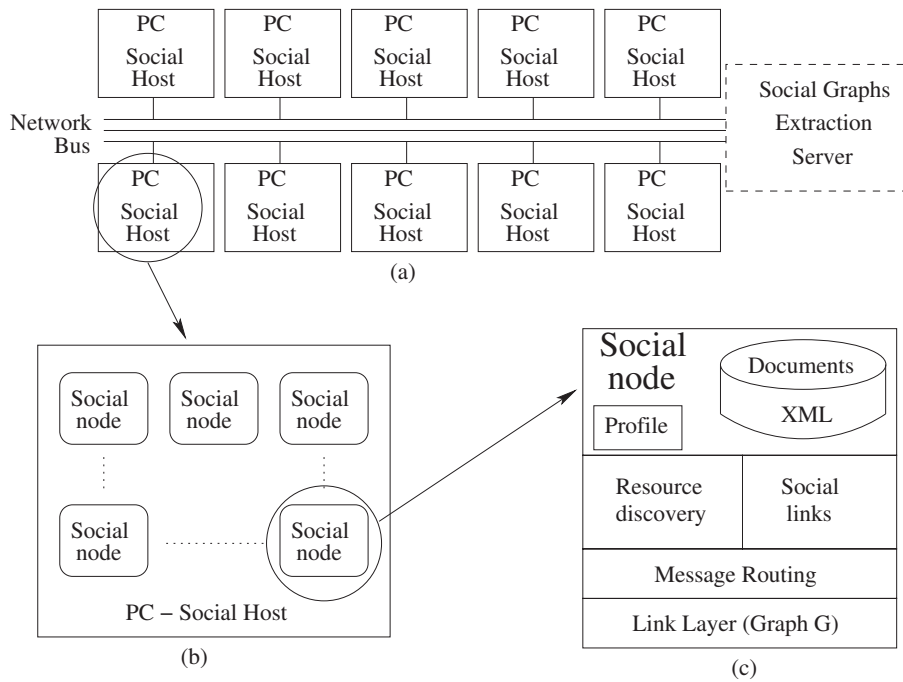 PC PC PC PC PC
Social Social Social Social Social
Host Host Host Host Host
Social Graphs
Extraction
Server
Network
Bus
PC PC PC PC PC
Social Social Social Social Social
Host Host Host Host Host
(a)
Social node
Social node
Social node
Social node
Social node
PC – Social Host
(b)
Social
node
Documents
XML
Profile
Resource
discovery
Social
links
Message Routing
Link Layer (Graph G)
(c)